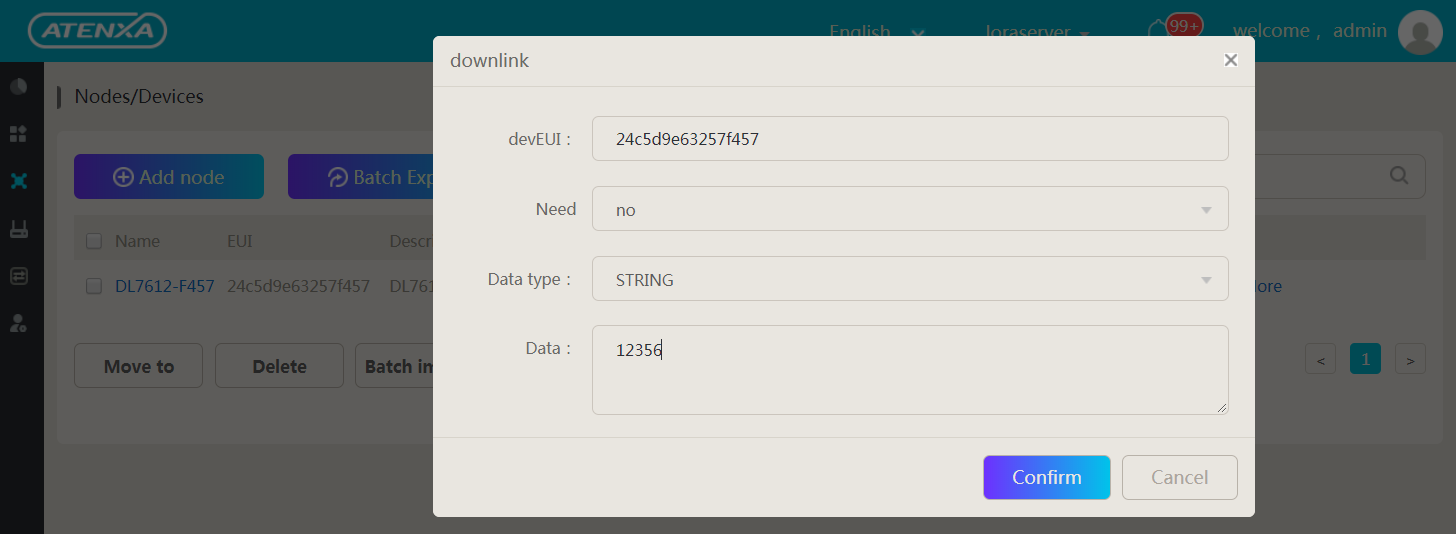 ATENXA
English
loraserver
99+
welcome , admin
downlink
Nodes/Devices
devEUI :
24c5d9e63257f457
Add node
Batch Exp
Need
no
Name
EUI
Descr
Data type :
STRING
DL7612-F457
24c5d9e63257f457
DL761
ore
Data :
12356
Move to
Delete
Batch in
<
1
>
Confirm
Cancel